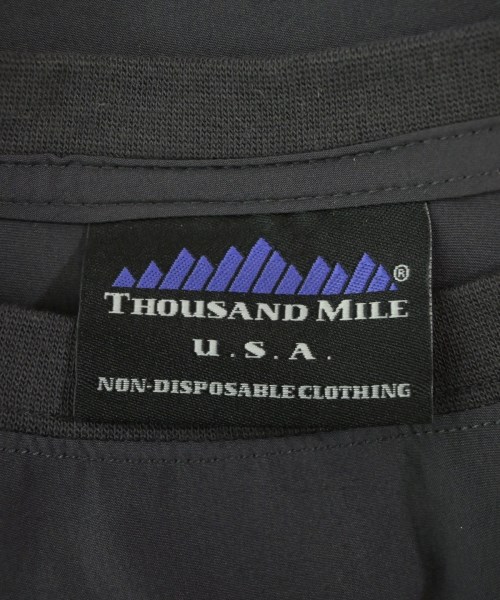 ®
THOUSAND MILE
U.S.A.
NON-DISPOSABLE CLOTHING